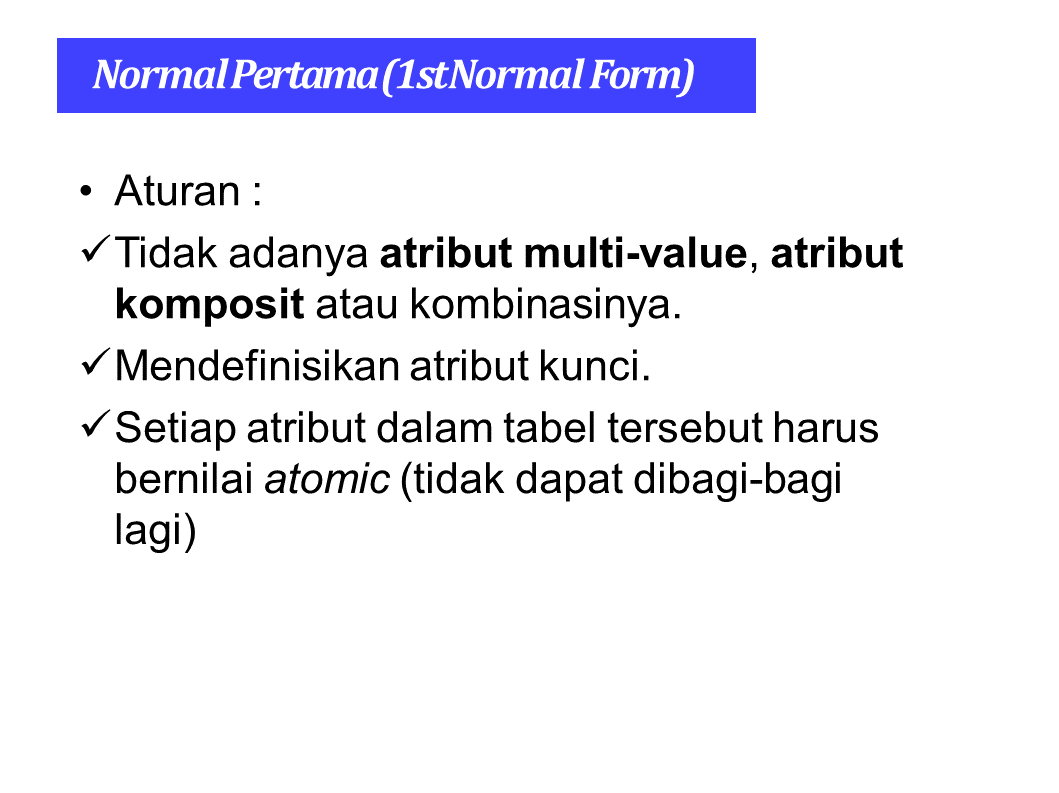 Normal Pertama (1st Normal Form)
• Aturan :
✓ Tidak adanya atribut multi-value, atribut
komposit atau kombinasinya.
✓ Mendefinisikan atribut kunci.
✓ Setiap atribut dalam tabel tersebut harus
bernilai atomic (tidak dapat dibagi-bagi
lagi)